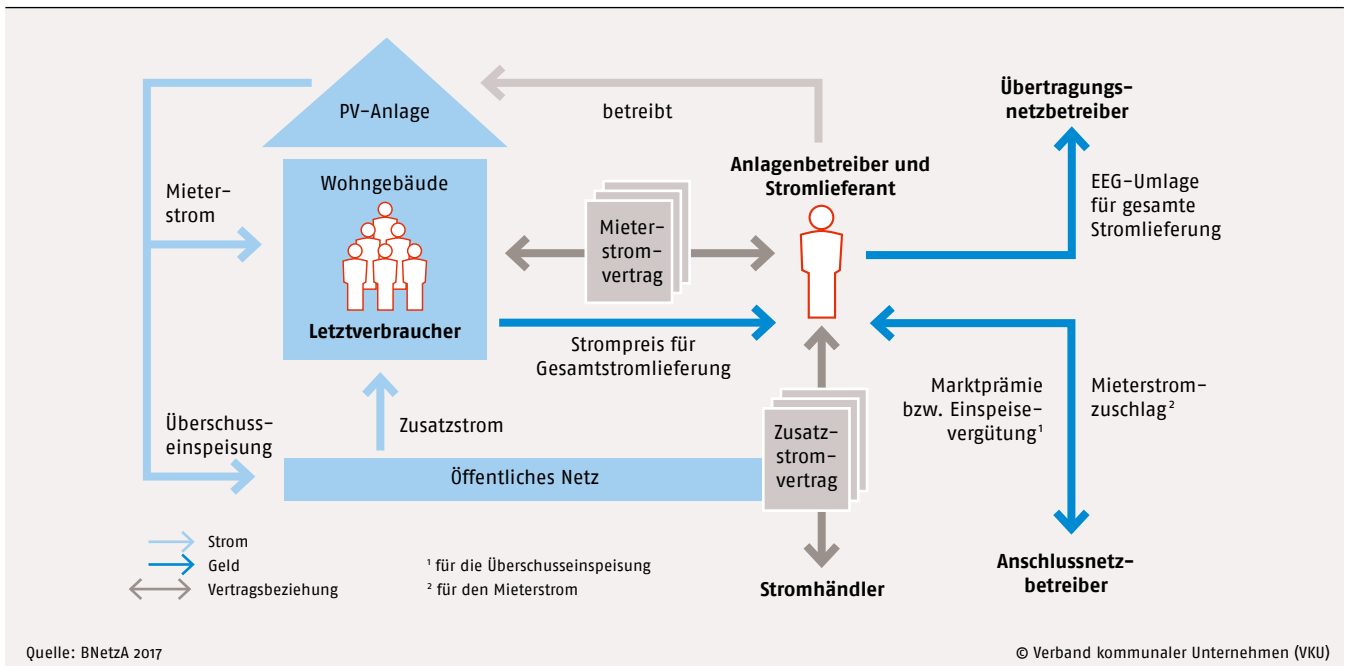 PV-Anlage
betreibt
Übertragungs-
netzbetreiber
Anlagenbetreiber und
Stromlieferant
Mieter-
strom
Wohngebäude
Letztverbraucher
Mieter-
strom-
vertrag
EEG-Umlage
für gesamte
Stromlieferung
Strompreis für
Gesamtstromlieferung
Marktprämie
bzw. Einspeise-
vergütung¹
Mieterstrom-
zuschlag²
Überschuss-
einspeisung
Zusatzstrom
Zusatz-
strom-
vertrag
Öffentliches Netz
Strom
Geld
Vertragsbeziehung
¹ für die Überschusseinspeisung
² für den Mieterstrom
Stromhändler
Anschlussnetz-
betreiber
Quelle: BNetzA 2017
© Verband kommunaler Unternehmen (VKU)